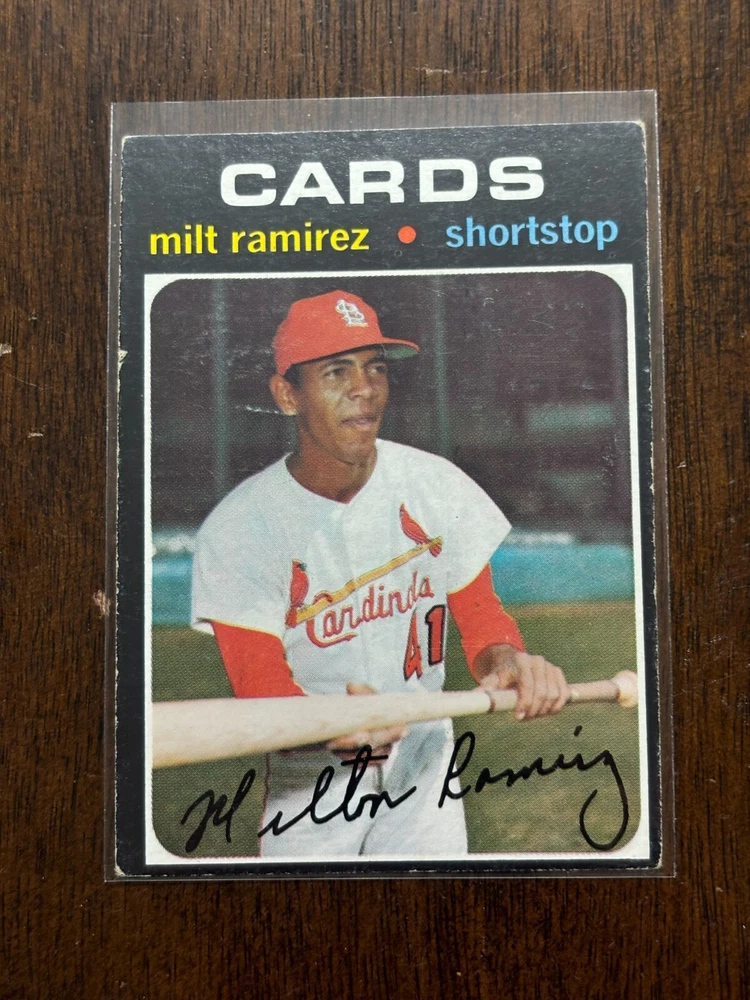 CARDS
milt ramirez • shortstop
Cardinals
41
Milton Ramirez